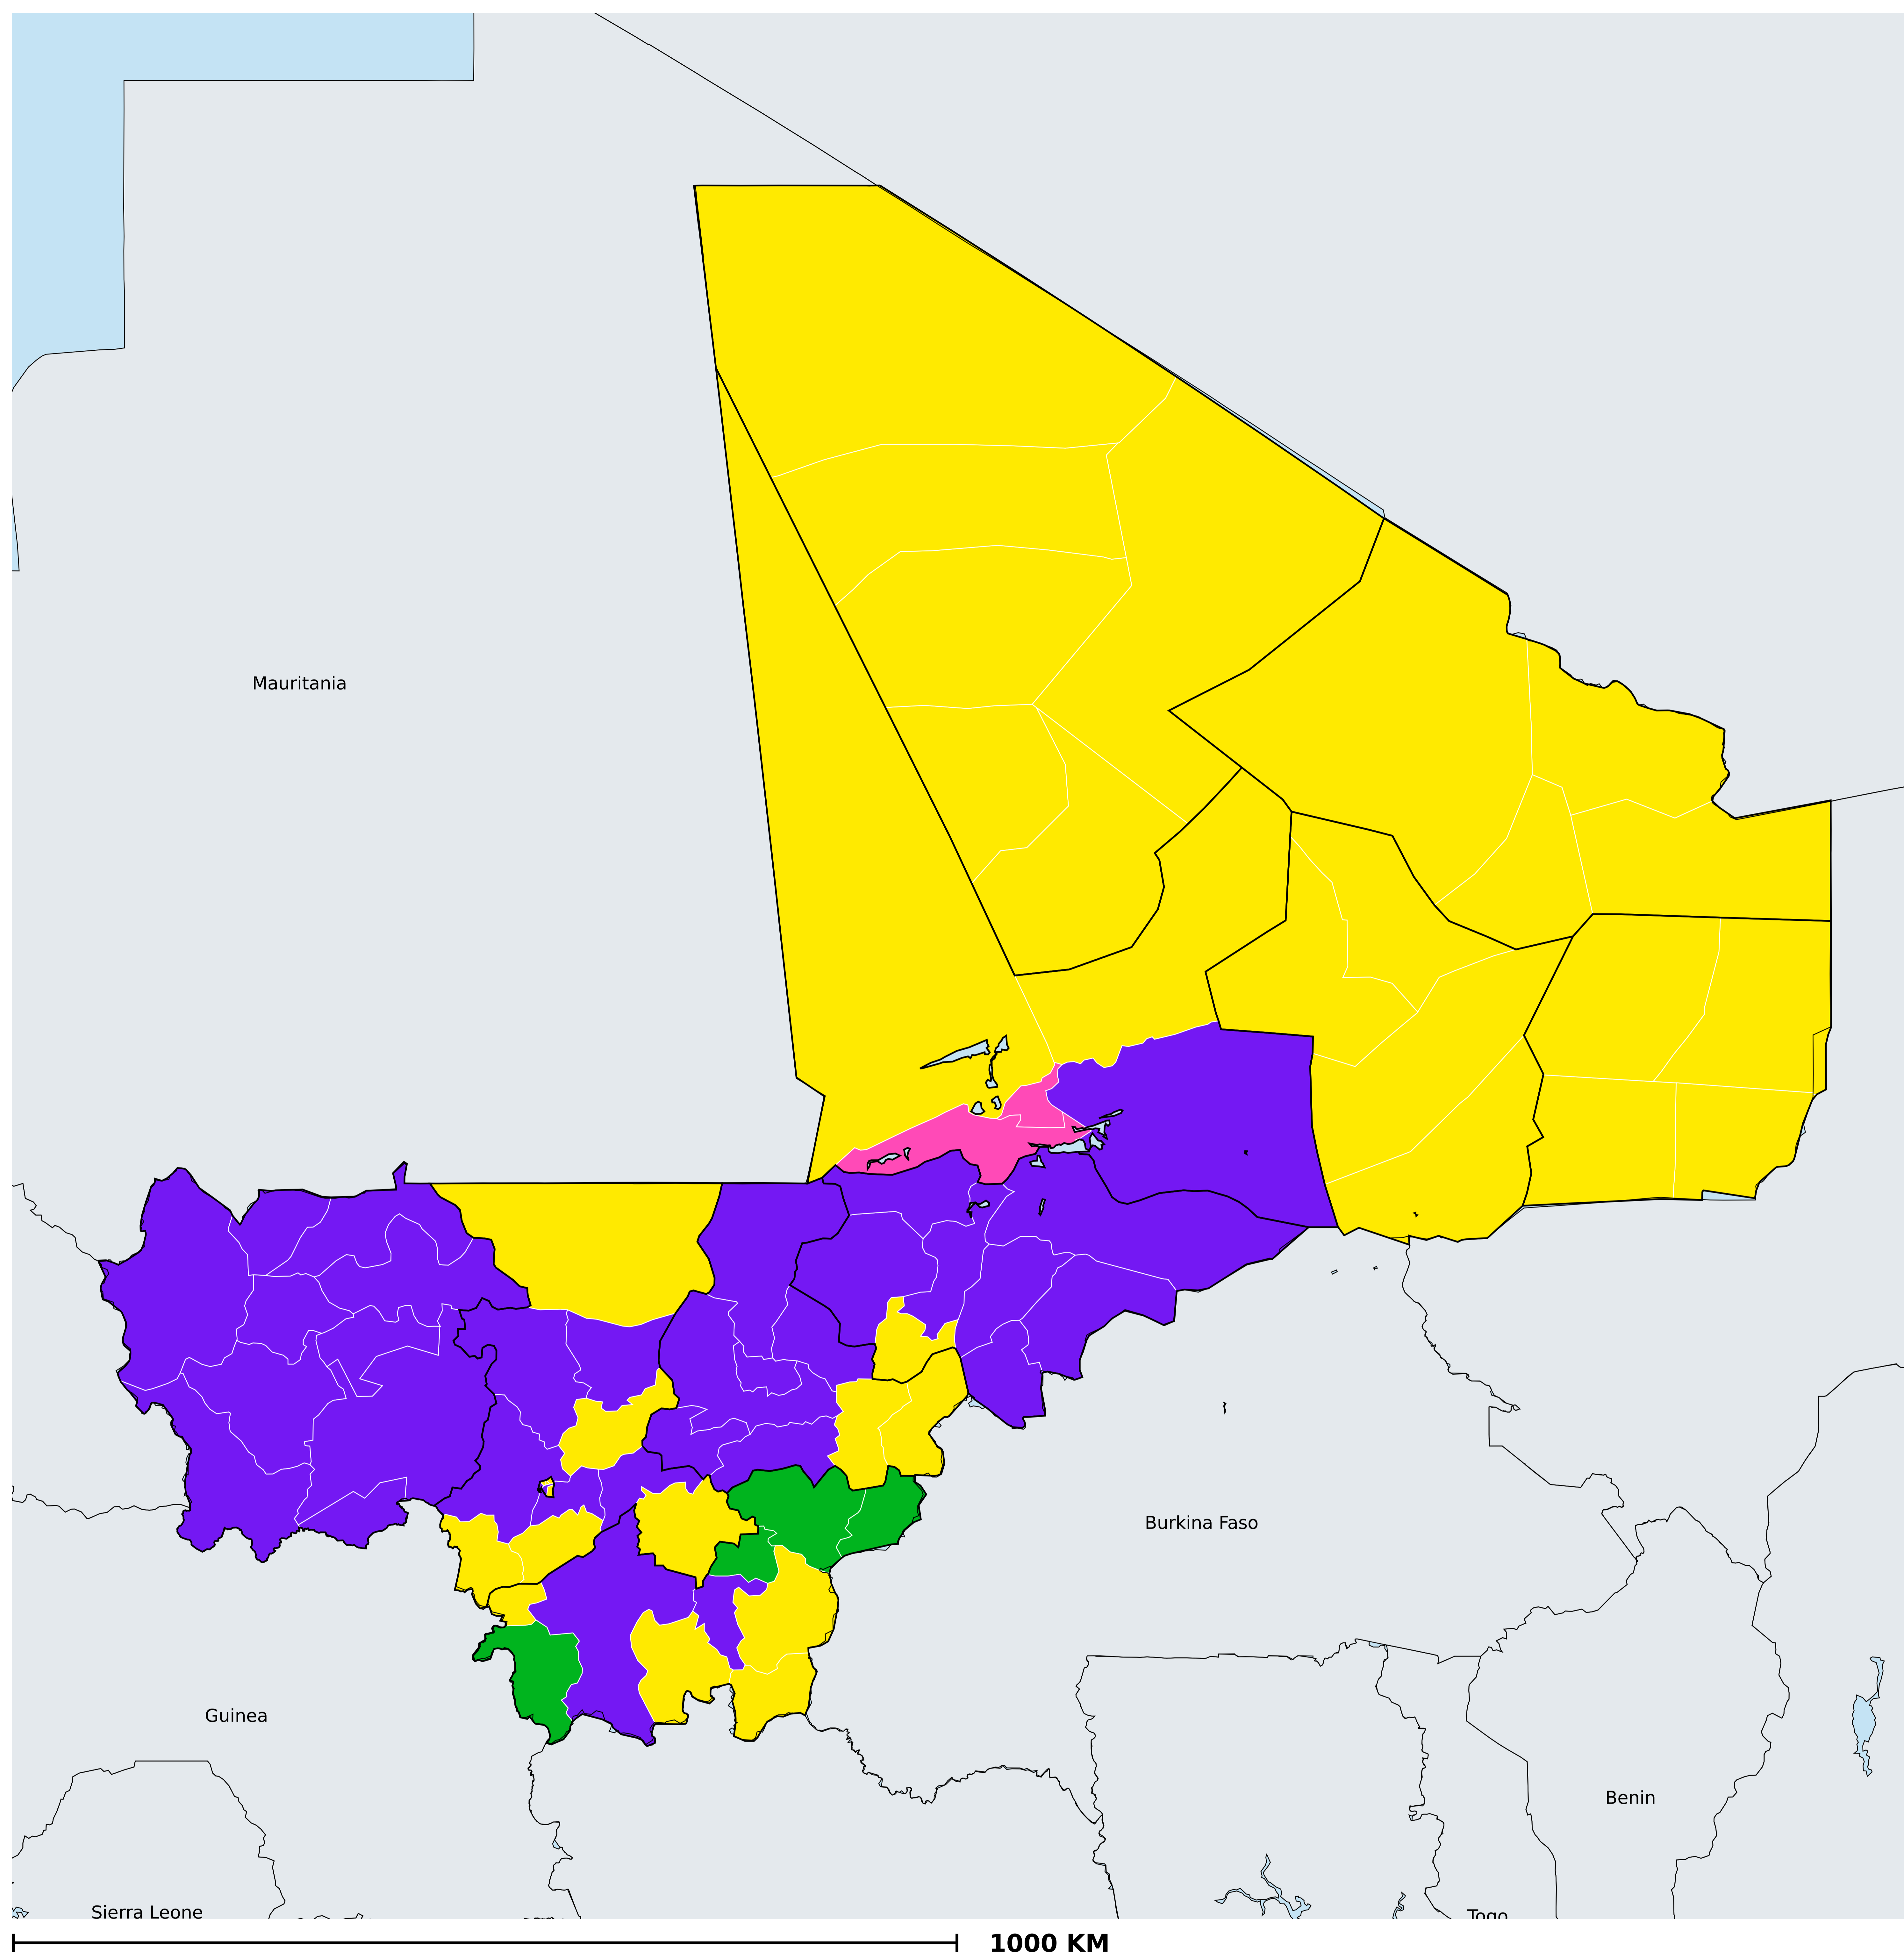 Mauritania
Burkina Faso
Guinea
Benin
Sierra Leone
Togo
1000 KM